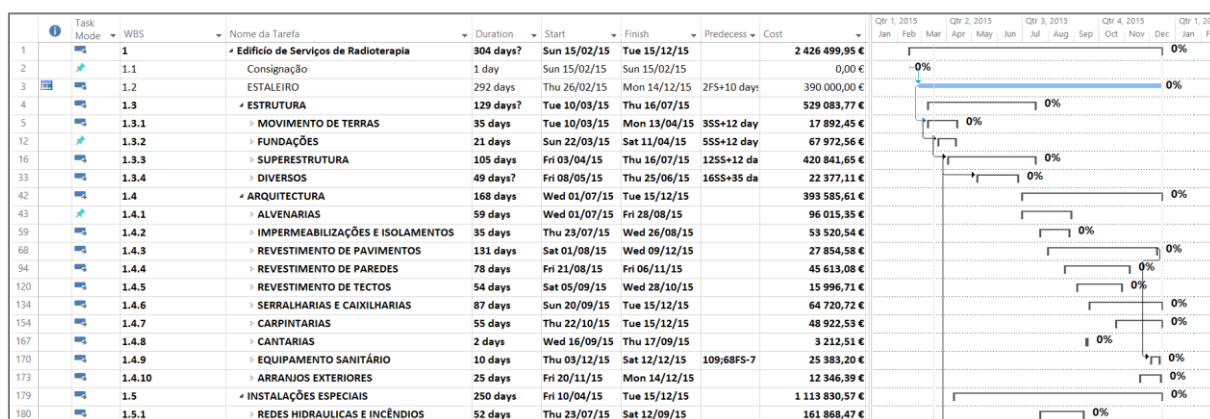 Qtr 1, 2015 Qtr 2, 2015 Qtr 3, 2015 Qtr 4, 2015 Qtr 1, 20
Task Mode WBS Nome da Tarefa Duration Start Finish Predecess Cost Jan Feb Mar Apr May Jun Jul Aug Sep Oct Nov Dec Jan F
1 1 Edifício de Serviços de Radioterapia 304 days? Sun 15/02/15 Tue 15/12/15 2 426 499,95 € 0%
2 1.1 Consignação 1 day Sun 15/02/15 Sun 15/02/15 0,00 € 0%
3 1.2 ESTALEIRO 292 days Thu 26/02/15 Mon 14/12/15 2FS+10 days 390 000,00 € 0%
4 1.3 ESTRUTURA 129 days? Tue 10/03/15 Thu 16/07/15 529 083,77 € 0%
5 1.3.1 MOVIMENTO DE TERRAS 35 days Tue 10/03/15 Mon 13/04/15 3SS+12 day 17 892,45 € 0%
12 1.3.2 FUNDAÇÕES 21 days Sun 22/03/15 Sat 11/04/15 5SS+12 day 67 972,56 € 0%
16 1.3.3 SUPERESTRUTURA 105 days Fri 03/04/15 Thu 16/07/15 12SS+12 da 420 841,65 € 0%
33 1.3.4 DIVERSOS 49 days? Fri 08/05/15 Thu 25/06/15 16SS+35 da 22 377,11 € 0%
42 1.4 ARQUITECTURA 168 days Wed 01/07/15 Tue 15/12/15 393 585,61 € 0%
43 1.4.1 ALVENARIAS 59 days Wed 01/07/15 Fri 28/08/15 96 015,35 € 0%
59 1.4.2 IMPERMEABILIZAÇÕES E ISOLAMENTOS 35 days Thu 23/07/15 Wed 26/08/15 53 520,54 € 0%
68 1.4.3 REVESTIMENTO DE PAVIMENTOS 131 days Sat 01/08/15 Wed 09/12/15 27 854,58 € 0%
94 1.4.4 REVESTIMENTO DE PAREDES 78 days Fri 21/08/15 Fri 06/11/15 45 613,08 € 0%
120 1.4.5 REVESTIMENTO DE TECTOS 54 days Sat 05/09/15 Wed 28/10/15 15 996,71 € 0%
134 1.4.6 SERRALHARIAS E CAIXILHARIAS 87 days Sun 20/09/15 Tue 15/12/15 64 720,72 € 0%
154 1.4.7 CARPINTARIAS 55 days Thu 22/10/15 Tue 15/12/15 48 922,53 € 0%
167 1.4.8 CANTARIAS 2 days Wed 16/09/15 Thu 17/09/15 3 212,51 € 0%
170 1.4.9 EQUIPAMENTO SANITÁRIO 10 days Thu 03/12/15 Sat 12/12/15 109;68FS-7 25 383,20 € 0%
173 1.4.10 ARRANJOS EXTERIORES 25 days Fri 20/11/15 Mon 14/12/15 12 346,39 € 0%
179 1.5 INSTALAÇÕES ESPECIAIS 250 days Fri 10/04/15 Tue 15/12/15 1 113 830,57 € 0%
180 1.5.1 REDES HIDRAULICAS E INCÊNDIOS 52 days Thu 23/07/15 Sat 12/09/15 161 868,47 € 0%